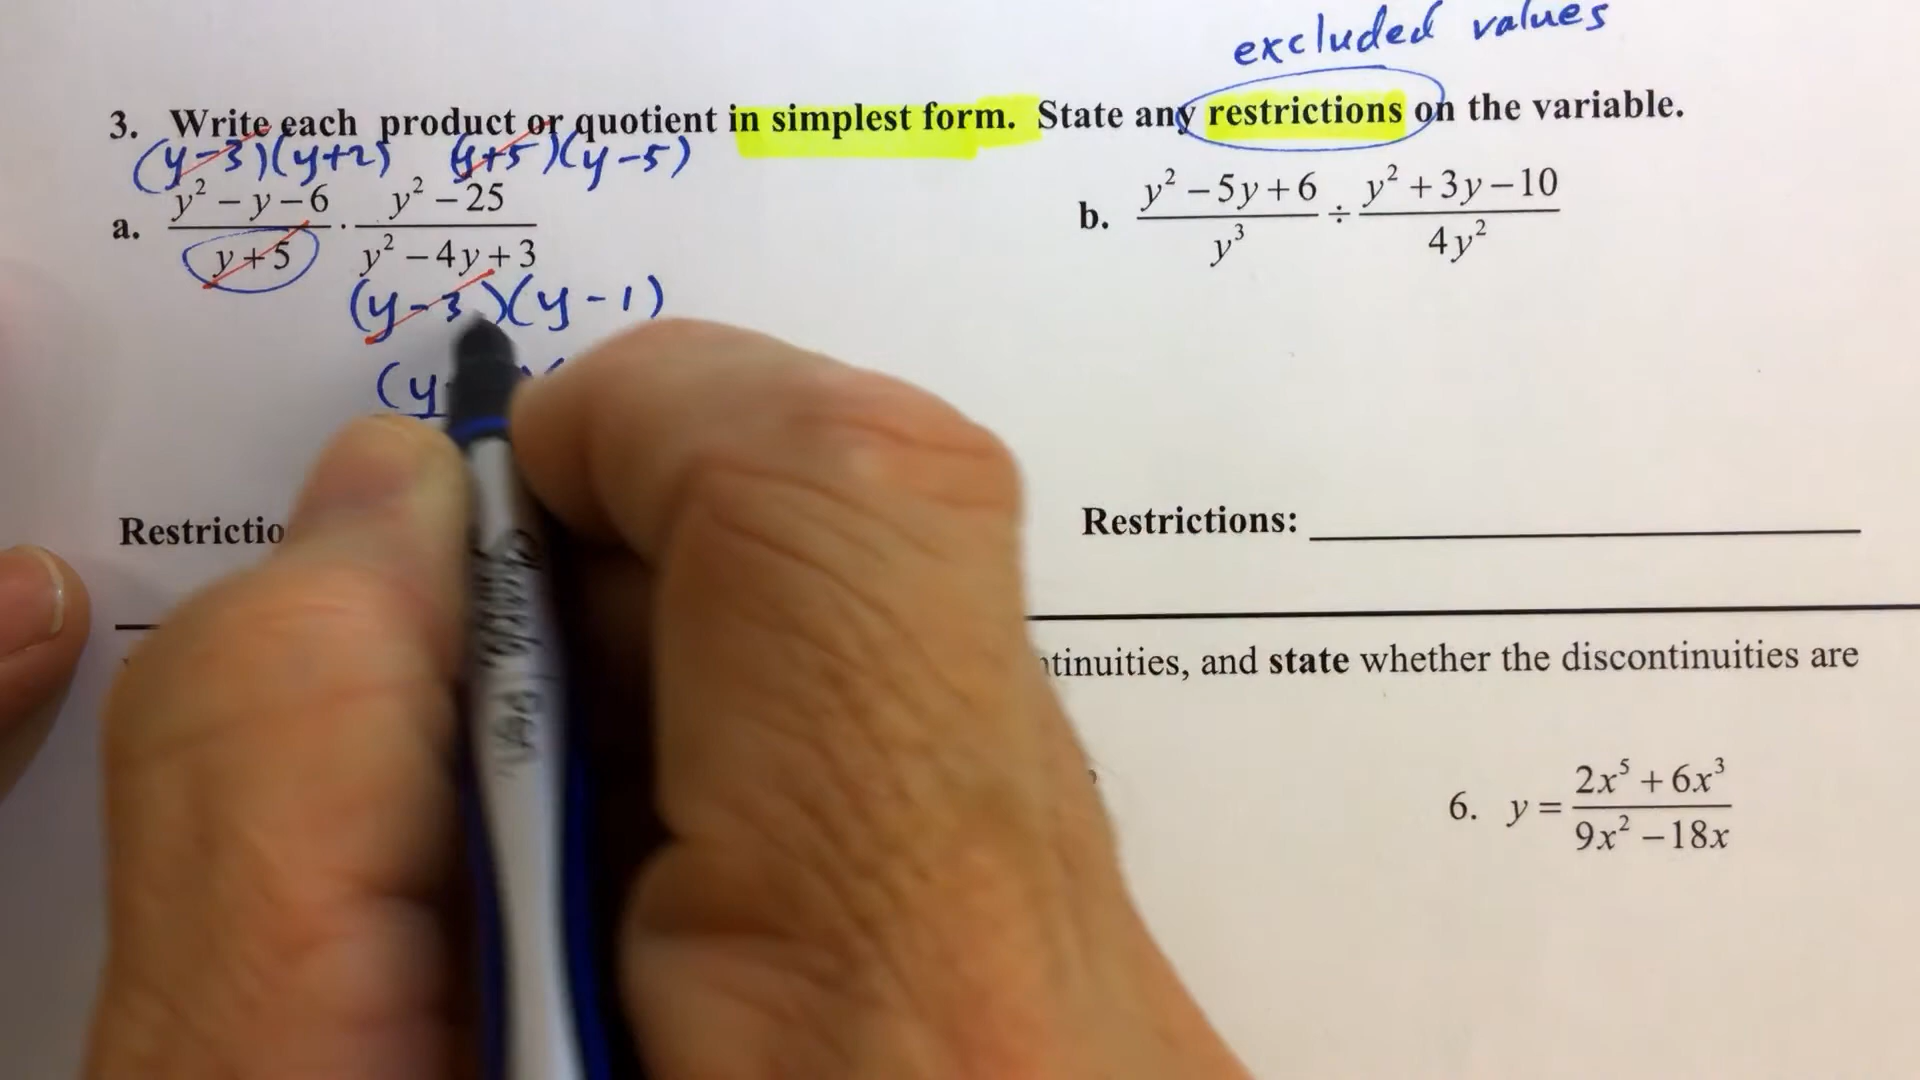 excluded values
3. Write each product or quotient in simplest form. State any restrictions on the variable.
(y-3)(y+2) (y+5)(y-5)
a. y² − y − 6 / y + 5 · y² − 25 / y² − 4y + 3
(y-3)(y-1)
(y
b. y² − 5y + 6 / y³ ÷ y² + 3y − 10 / 4y²
Restrictio
Restrictions:
ntinuities, and state whether the discontinuities are
6. y = 2x⁵ + 6x³ / 9x² − 18x